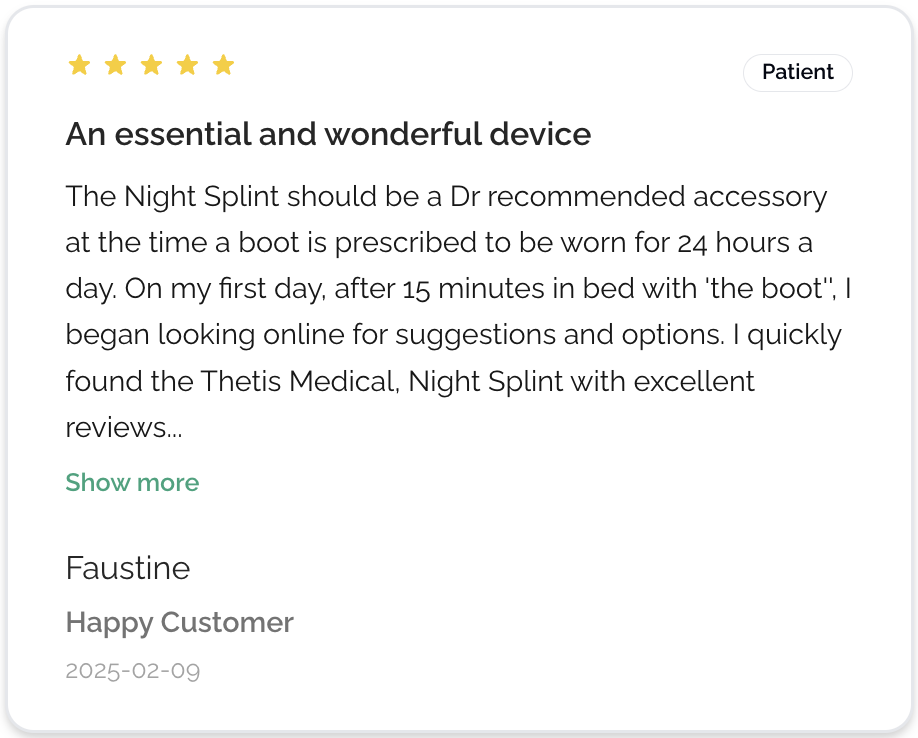 Patient
An essential and wonderful device
The Night Splint should be a Dr recommended accessory
at the time a boot is prescribed to be worn for 24 hours a
day. On my first day, after 15 minutes in bed with 'the boot'', I
began looking online for suggestions and options. I quickly
found the Thetis Medical, Night Splint with excellent
reviews...
Show more
Faustine
Happy Customer
2025-02-09